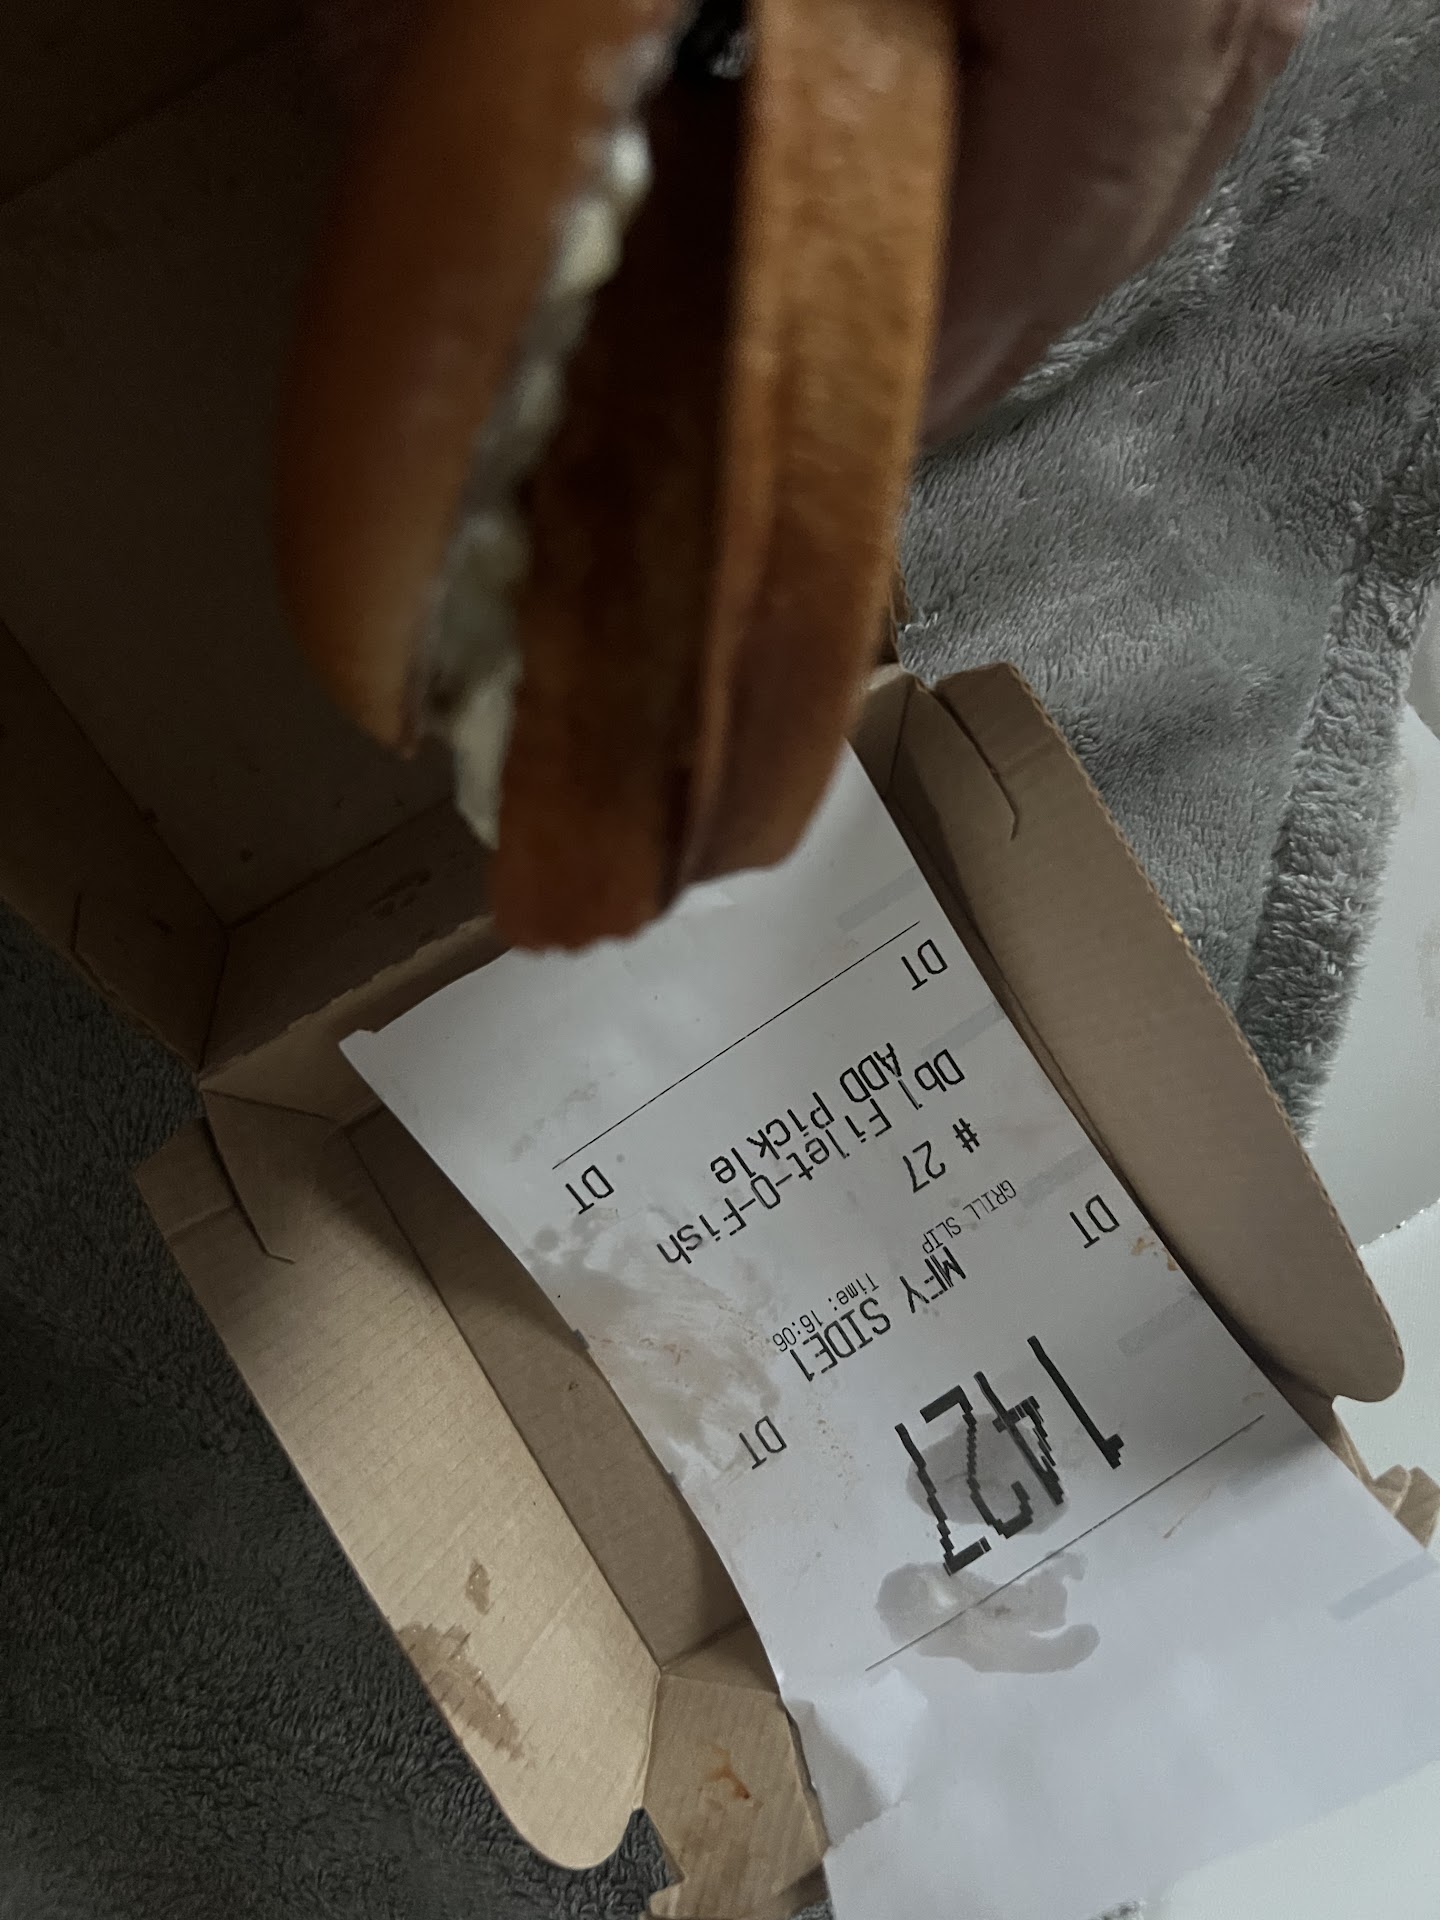 1427
DT MFY SIDE1 DT
GRILL SLIP Time: 16:06
# 27
Dbl Filet-O-Fish
ADD Pickle
DT DT